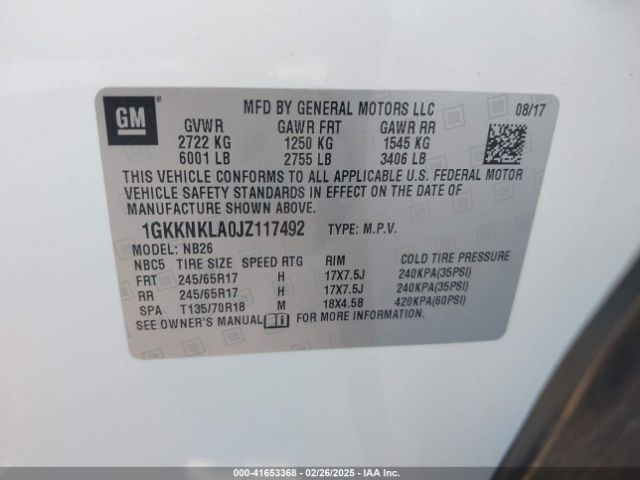 GM
MFD BY GENERAL MOTORS LLC 08/17
GVWR GAWR FRT GAWR RR
2722 KG 1250 KG 1545 KG
6001 LB 2755 LB 3406 LB
THIS VEHICLE CONFORMS TO ALL APPLICABLE U.S. FEDERAL MOTOR
VEHICLE SAFETY STANDARDS IN EFFECT ON THE DATE OF
MANUFACTURE SHOWN ABOVE.
1GKKNKLA0JZ117492 TYPE: M.P.V.
MODEL: NB26
NBC5 TIRE SIZE SPEED RTG RIM COLD TIRE PRESSURE
FRT 245/65R17 H 17X7.5J 240KPA(35PSI)
RR 245/65R17 H 17X7.5J 240KPA(35PSI)
SPA T135/70R18 M 18X4.5B 420KPA(60PSI)
SEE OWNER'S MANUAL FOR MORE INFORMATION.
000-41653368 - 02/26/2025 - IAA Inc.